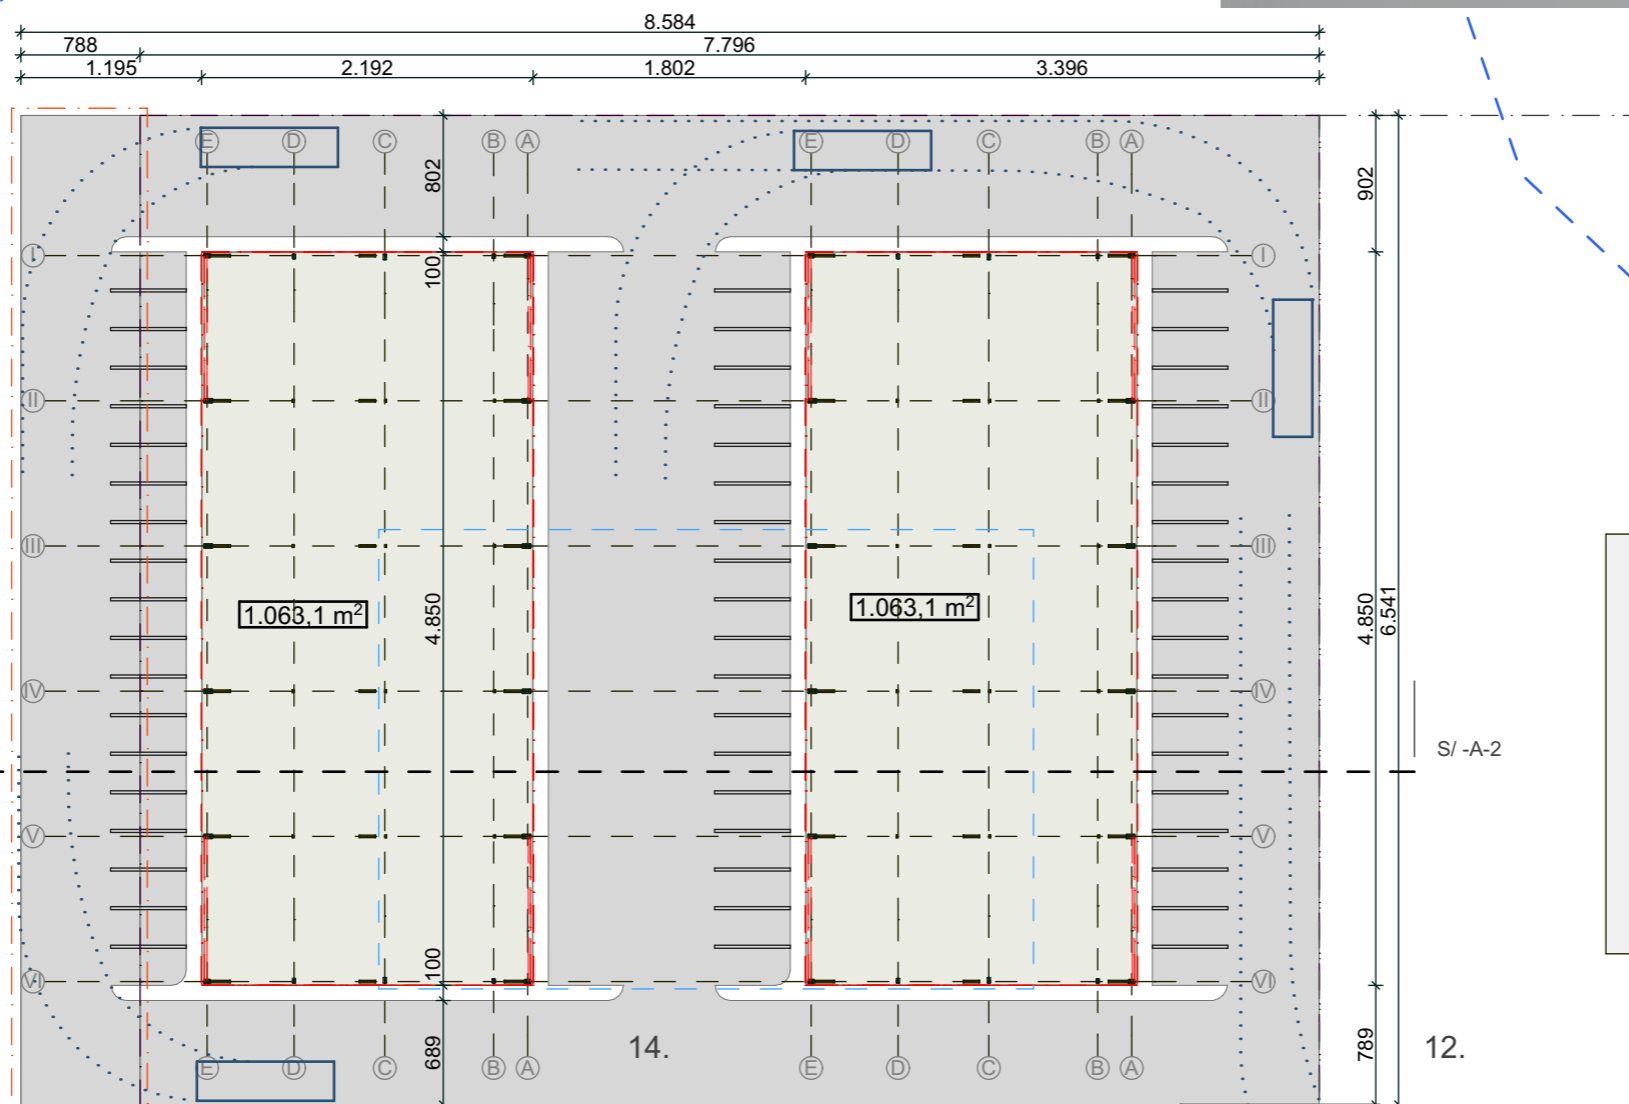 8.584
788 7.796
1.195 2.192 1.802 3.396
E D C B A E D C B A
802 902
I I
100
II II
III III
1.063,1 m² 1.063,1 m²
4.850 4.850 6.541
IV IV
S/ -A-2
V V
100
VI VI
689 14. 789 12.
E D C B A E D C B A